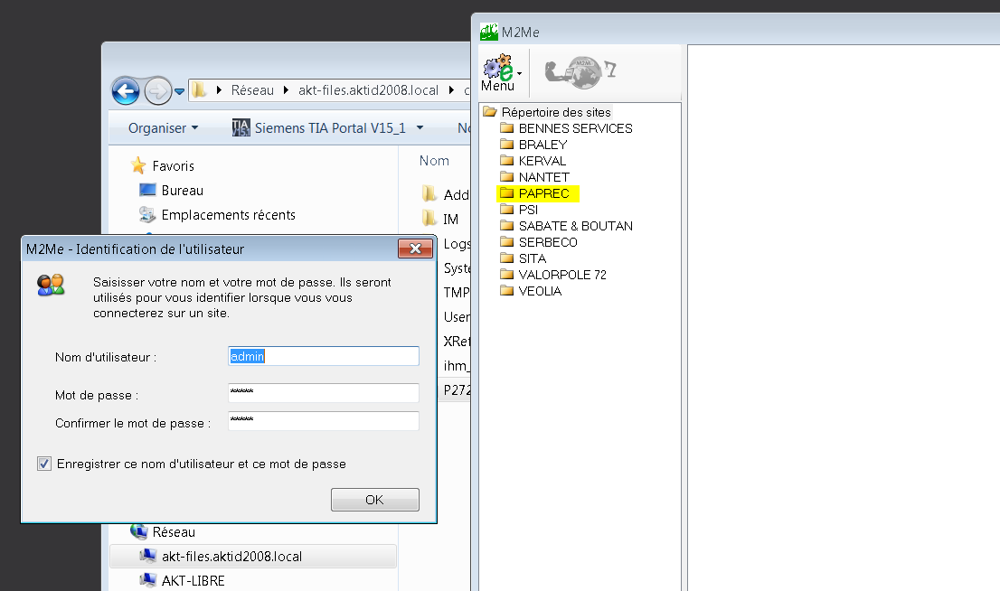 M2Me
Menu
M2M
Répertoire des sites
BENNES SERVICES
BRALEY
KERVAL
NANTET
PAPREC
PSI
SABATE & BOUTAN
SERBECO
SITA
VALORPOLE 72
VEOLIA
Réseau akt-files.aktid2008.local
Organiser
TIA
Siemens TIA Portal V15_1
Nom
Favoris
Bureau
Emplacements récents
Add
IM
Logs
TMP
User
XRef
ihm_
P272
M2Me - Identification de l'utilisateur
Saisisser votre nom et votre mot de passe. Ils seront
utilisés pour vous identifier lorsque vous vous
connecterez sur un site.
Nom d'utilisateur :
admin
Mot de passe :
*****
Confirmer le mot de passe :
*****
Enregistrer ce nom d'utilisateur et ce mot de passe
OK
Réseau
akt-files.aktid2008.local
AKT-LIBRE